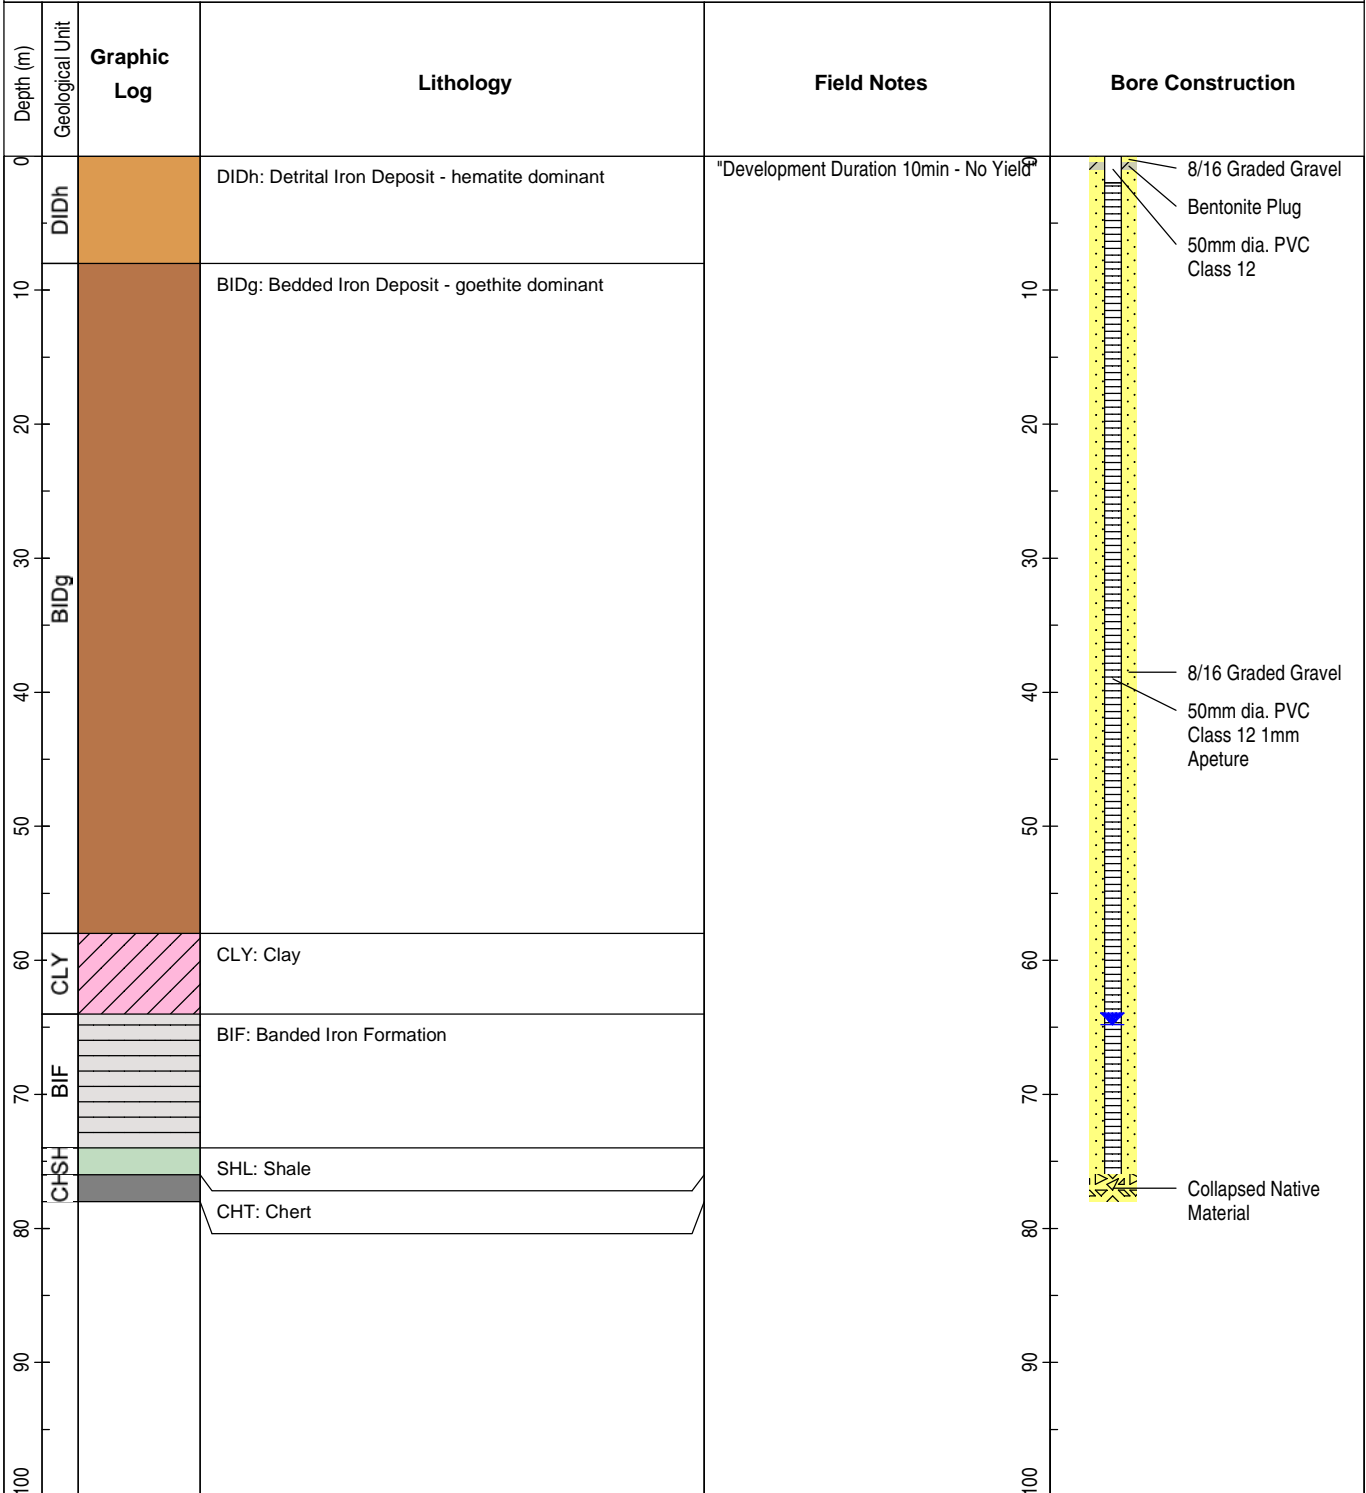 Depth (m)
Geological Unit
Graphic
Log
Lithology
Field Notes
Bore Construction
0
10
20
30
40
50
60
70
80
90
100
DIDh
BIDg
CLY
BIF
SH
CH
DIDh: Detrital Iron Deposit - hematite dominant
BIDg: Bedded Iron Deposit - goethite dominant
CLY: Clay
BIF: Banded Iron Formation
SHL: Shale
CHT: Chert
"Development Duration 10min - No Yield"
0
10
20
30
40
50
60
70
80
90
100
8/16 Graded Gravel
Bentonite Plug
50mm dia. PVC
Class 12
8/16 Graded Gravel
50mm dia. PVC
Class 12 1mm
Apeture
Collapsed Native
Material